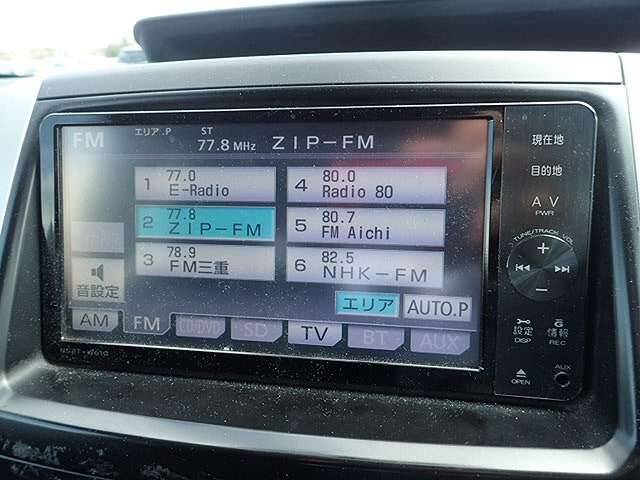 FM エリア.P ST 77.8 MHz ZIP-FM
1 77.0 E-Radio
4 80.0 Radio 80
2 77.8 ZIP-FM
5 80.7 FM Aichi
3 78.9 FM三重
6 82.5 NHK-FM
音設定
エリア AUTO.P
AM FM CD/DVD SD TV BT AUX
現在地
目的地
AV
PWR
TUNE/TRACK VOL
+
−
設定 情報
DISP REC
OPEN AUX